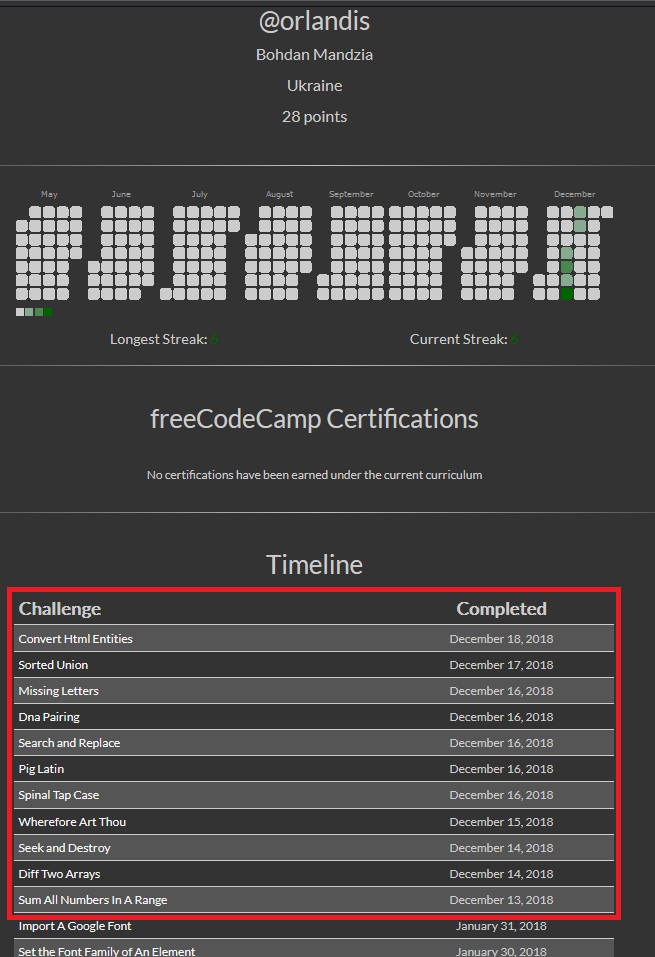 @orlandis
Bohdan Mandzia
Ukraine
28 points
May June July August September October November December
Longest Streak: 6 Current Streak: 6
freeCodeCamp Certifications
No certifications have been earned under the current curriculum
Timeline
Challenge Completed
Convert Html Entities December 18, 2018
Sorted Union December 17, 2018
Missing Letters December 16, 2018
Dna Pairing December 16, 2018
Search and Replace December 16, 2018
Pig Latin December 16, 2018
Spinal Tap Case December 16, 2018
Wherefore Art Thou December 15, 2018
Seek and Destroy December 14, 2018
Diff Two Arrays December 14, 2018
Sum All Numbers In A Range December 13, 2018
Import A Google Font January 31, 2018
Set the Font Family of An Element January 30, 2018